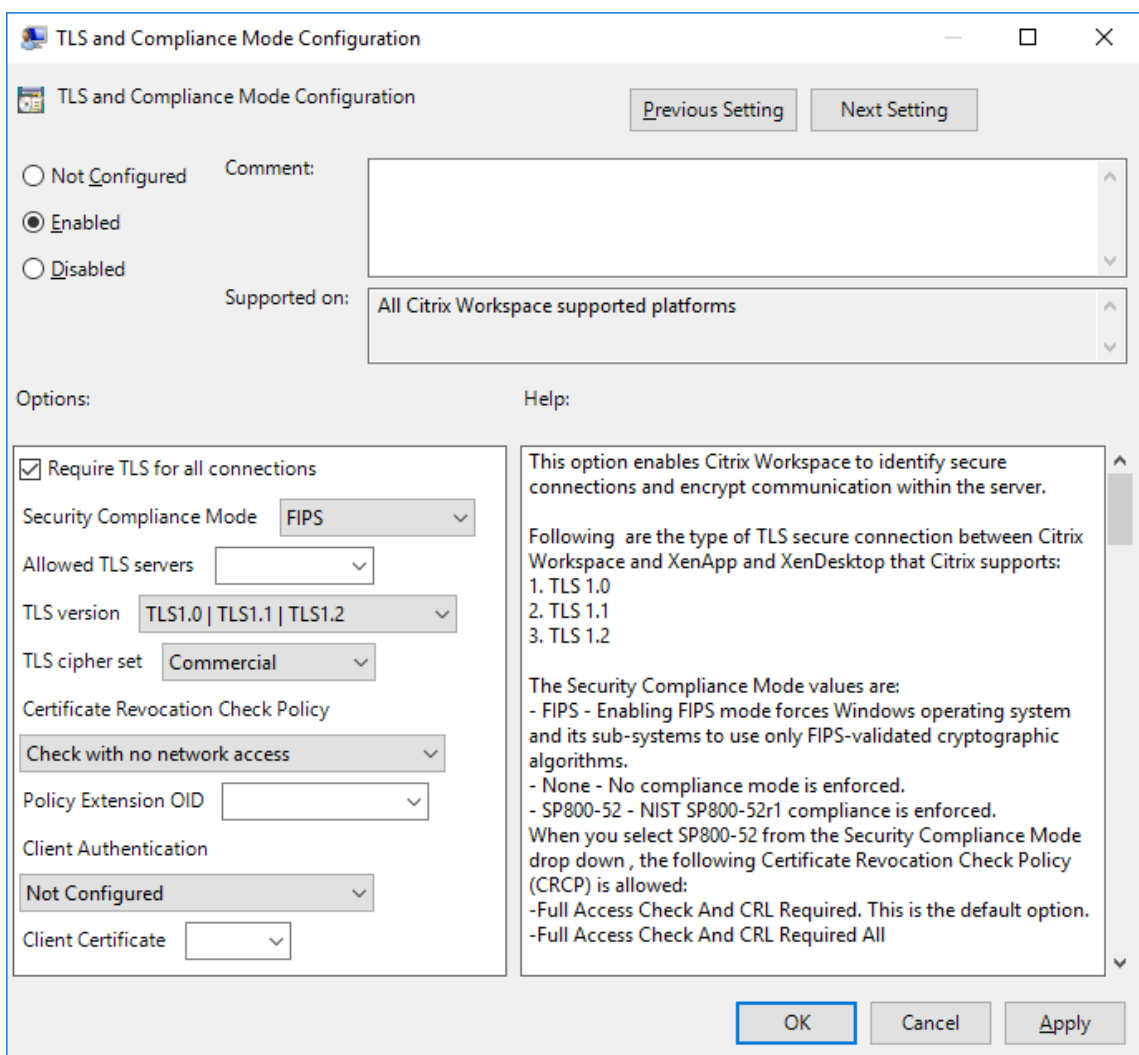 TLS and Compliance Mode Configuration
TLS and Compliance Mode Configuration
Previous Setting
Next Setting
Not Configured
Comment:
Enabled
Disabled
Supported on:
All Citrix Workspace supported platforms
Options:
Help:
Require TLS for all connections
Security Compliance Mode FIPS
Allowed TLS servers
TLS version TLS1.0 | TLS1.1 | TLS1.2
TLS cipher set Commercial
Certificate Revocation Check Policy
Check with no network access
Policy Extension OID
Client Authentication
Not Configured
Client Certificate
This option enables Citrix Workspace to identify secure
connections and encrypt communication within the server.
Following are the type of TLS secure connection between Citrix
Workspace and XenApp and XenDesktop that Citrix supports:
1. TLS 1.0
2. TLS 1.1
3. TLS 1.2
The Security Compliance Mode values are:
- FIPS - Enabling FIPS mode forces Windows operating system
and its sub-systems to use only FIPS-validated cryptographic
algorithms.
- None - No compliance mode is enforced.
- SP800-52 - NIST SP800-52r1 compliance is enforced.
When you select SP800-52 from the Security Compliance Mode
drop down , the following Certificate Revocation Check Policy
(CRCP) is allowed:
-Full Access Check And CRL Required. This is the default option.
-Full Access Check And CRL Required All
OK
Cancel
Apply